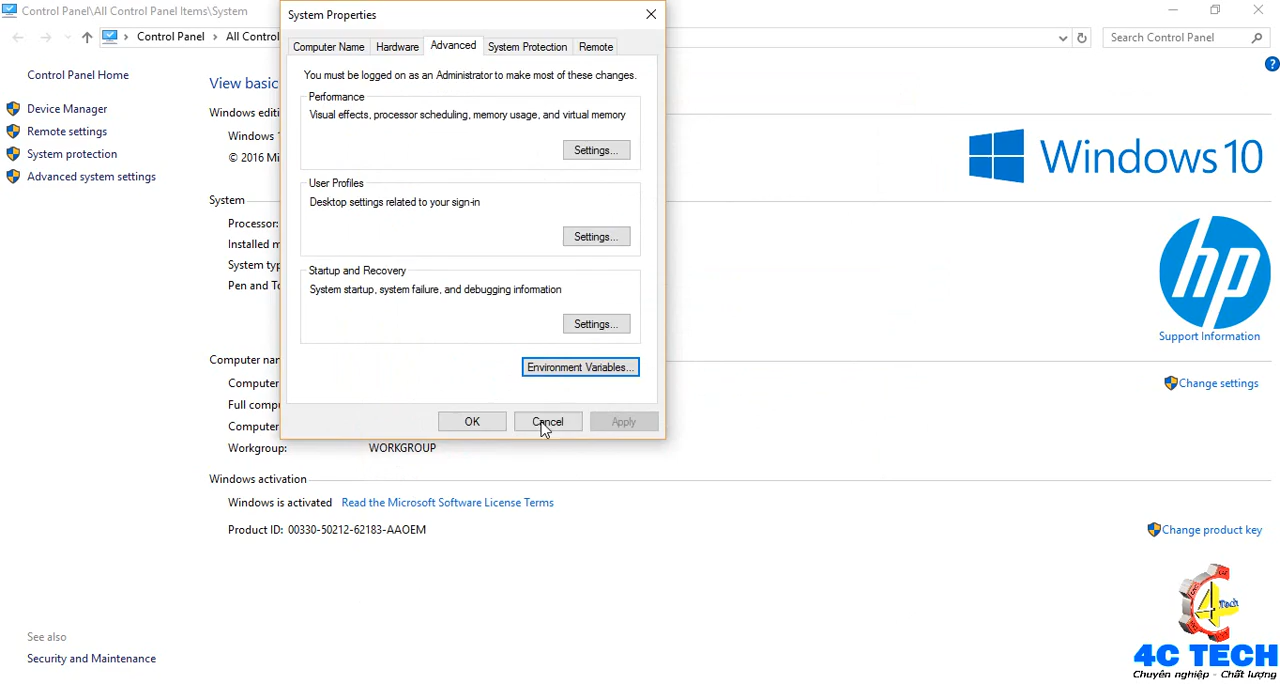 Control Panel\All Control Panel Items\System
Control Panel > All Contro
Search Control Panel
System Properties
Computer Name
Hardware
Advanced
System Protection
Remote
You must be logged on as an Administrator to make most of these changes.
Performance
Visual effects, processor scheduling, memory usage, and virtual memory
Settings...
User Profiles
Desktop settings related to your sign-in
Settings...
Startup and Recovery
System startup, system failure, and debugging information
Settings...
Environment Variables...
OK
Cancel
Apply
Control Panel Home
Device Manager
Remote settings
System protection
Advanced system settings
See also
Security and Maintenance
View basic
Windows editi
Windows 1
© 2016 Mi
System
Processor:
Installed m
System typ
Pen and To
Computer nam
Computer
Full compu
Computer
Workgroup: WORKGROUP
Windows activation
Windows is activated Read the Microsoft Software License Terms
Product ID: 00330-50212-62183-AAOEM
Windows 10
hp
Support Information
Change settings
Change product key
4C TECH
Chuyên nghiệp - Chất lượng